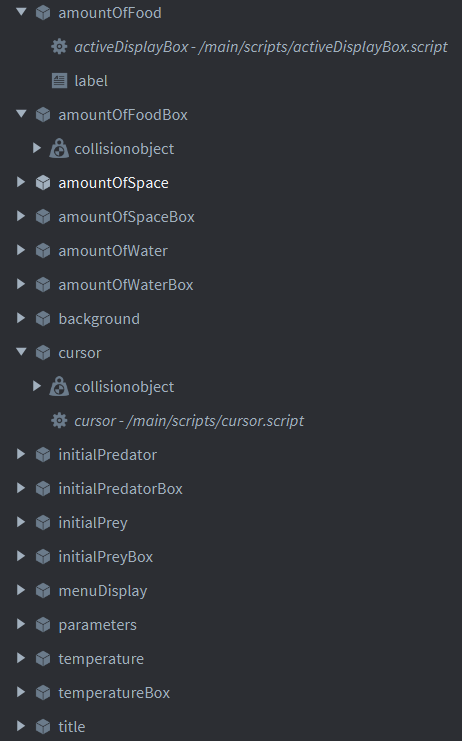 amountOfFood
activeDisplayBox - /main/scripts/activeDisplayBox.script
label
amountOfFoodBox
collisionobject
amountOfSpace
amountOfSpaceBox
amountOfWater
amountOfWaterBox
background
cursor
collisionobject
cursor - /main/scripts/cursor.script
initialPredator
initialPredatorBox
initialPrey
initialPreyBox
menuDisplay
parameters
temperature
temperatureBox
title